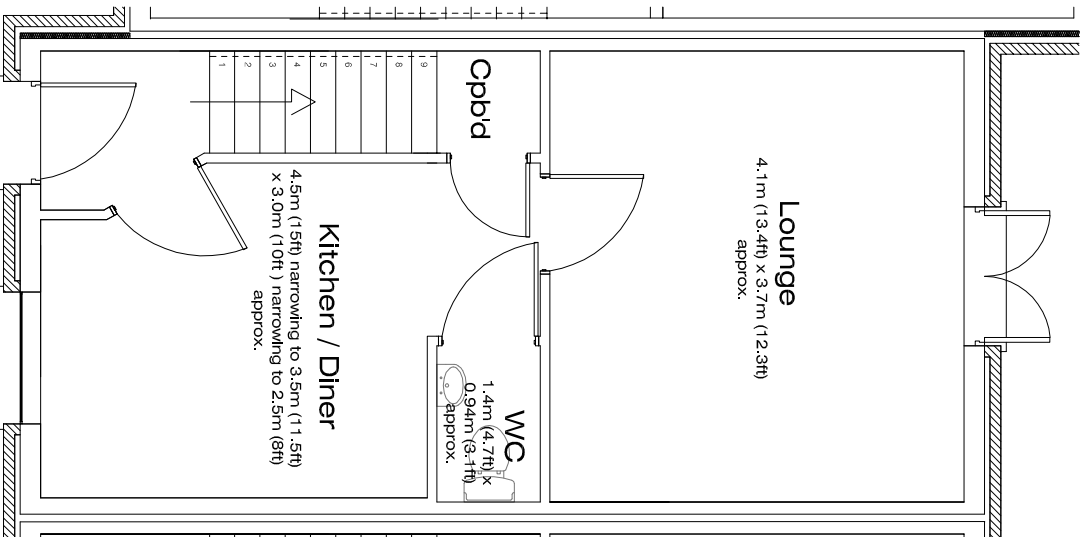 1
2
3
4
5
6
7
8
9
Cpb'd
Kitchen / Diner
4.5m (15ft) narrowing to 3.5m (11.5ft)
x 3.0m (10ft ) narrowing to 2.5m (8ft)
approx.
WC
1.4m (4.7ft) x
0.94m (3.1ft)
approx.
Lounge
4.1m (13.4ft) x 3.7m (12.3ft)
approx.